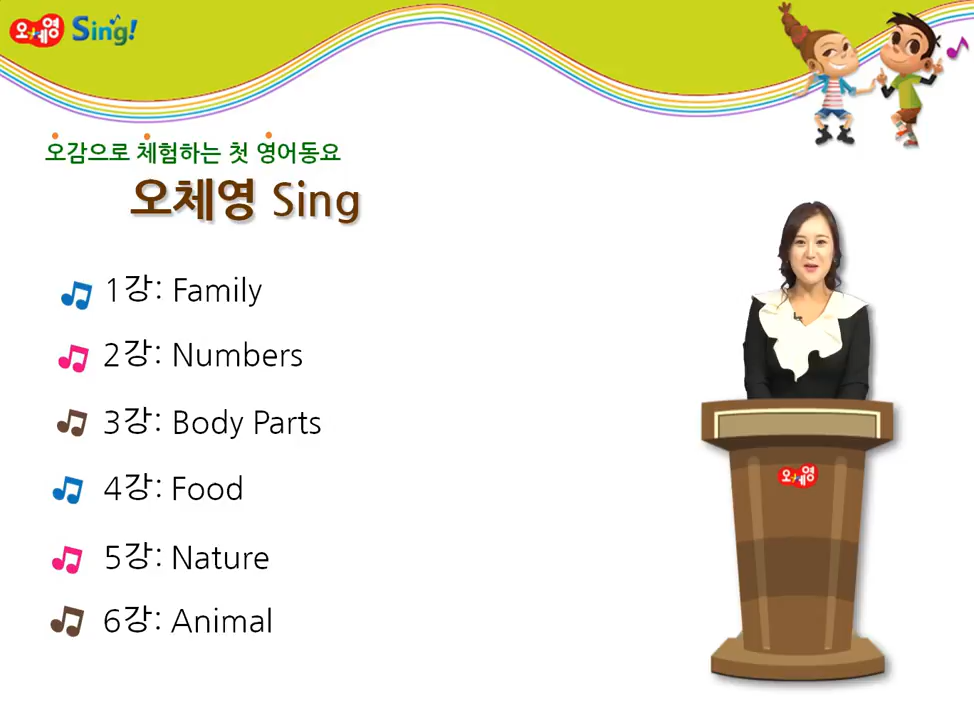 오체영 Sing!
오감으로 체험하는 첫 영어동요
오체영 Sing
1강: Family
2강: Numbers
3강: Body Parts
4강: Food
5강: Nature
6강: Animal
오체영